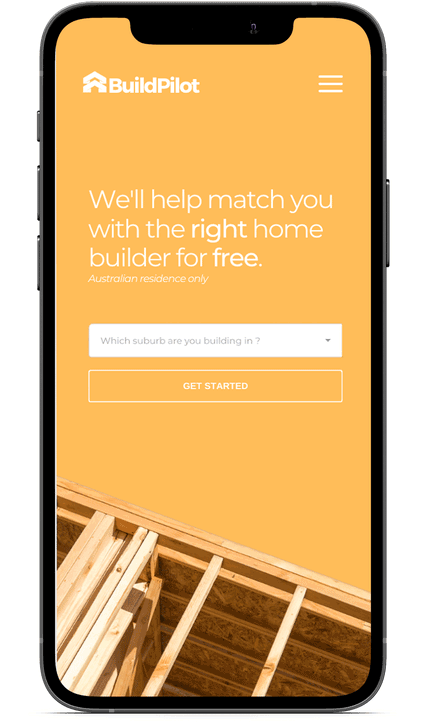 BuildPilot
We'll help match you
with the right home
builder for free.
Australian residence only
Which suburb are you building in ?
GET STARTED